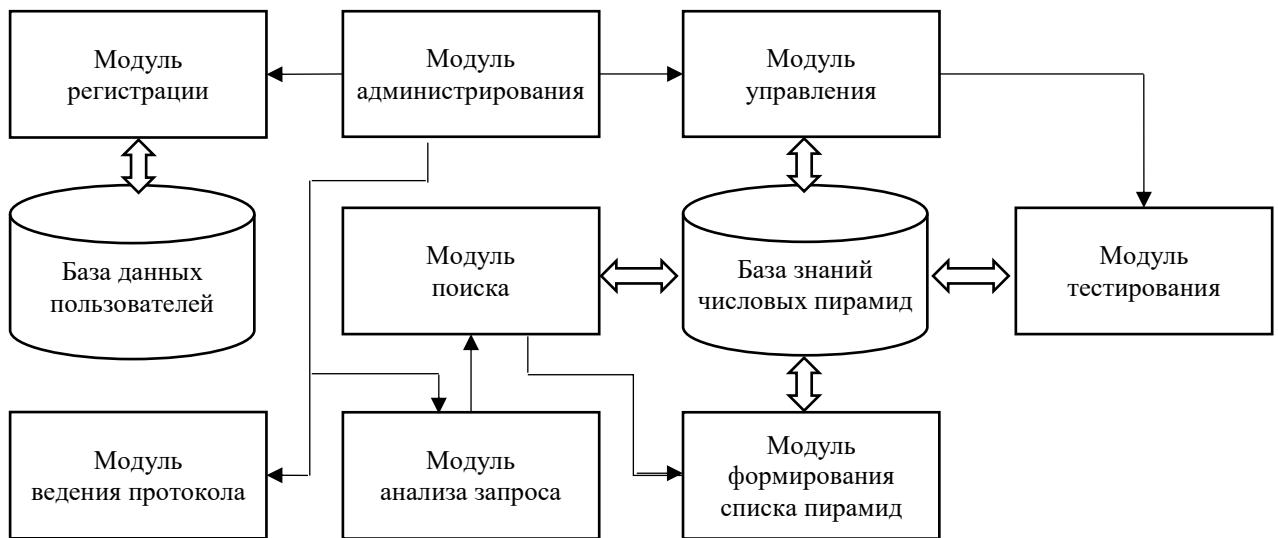 Модуль
регистрации
Модуль
администрирования
Модуль
управления
База данных
пользователей
Модуль
поиска
База знаний
числовых пирамид
Модуль
тестирования
Модуль
ведения протокола
Модуль
анализа запроса
Модуль
формирования
списка пирамид